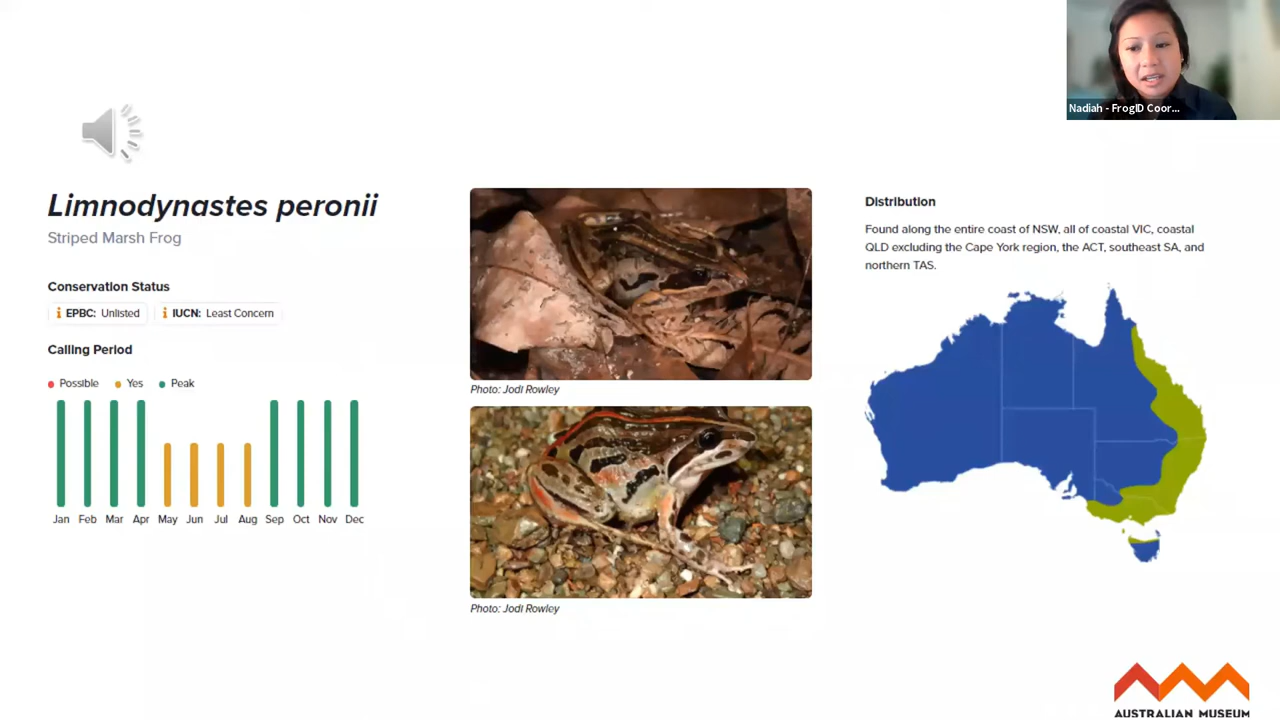 Nadiah - FrogID Coor...
Limnodynastes peronii
Striped Marsh Frog
Conservation Status
i EPBC: Unlisted
i IUCN: Least Concern
Calling Period
Possible
Yes
Peak
Jan Feb Mar Apr May Jun Jul Aug Sep Oct Nov Dec
Photo: Jodi Rowley
Photo: Jodi Rowley
Distribution
Found along the entire coast of NSW, all of coastal VIC, coastal
QLD excluding the Cape York region, the ACT, southeast SA, and
northern TAS.
AUSTRALIAN MUSEUM